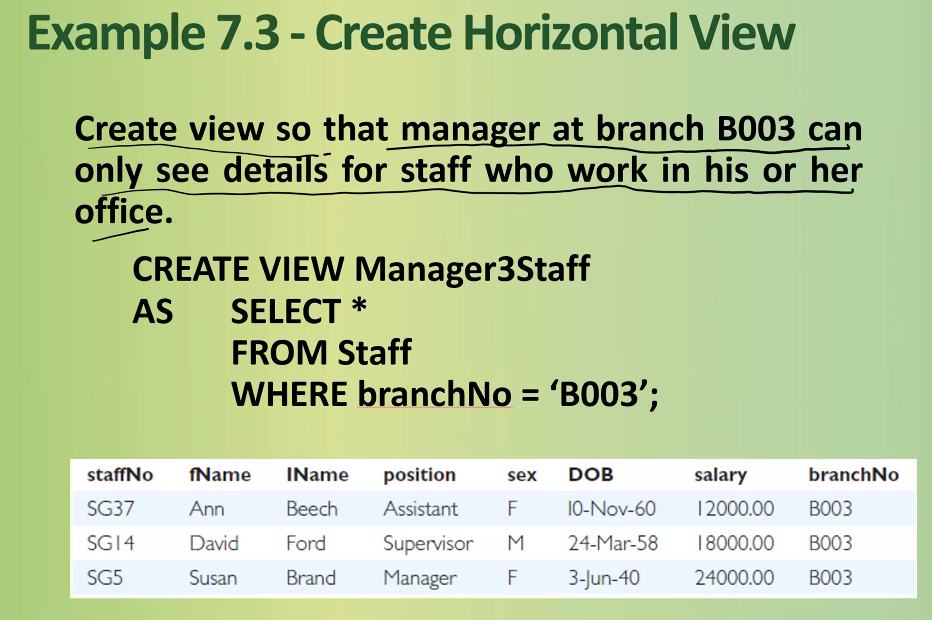 Example 7.3 - Create Horizontal View
Create view so that manager at branch B003 can
only see details for staff who work in his or her
office.
CREATE VIEW Manager3Staff
AS SELECT *
FROM Staff
WHERE branchNo = ‘B003’;
staffNo fName lName position sex DOB salary branchNo
SG37 Ann Beech Assistant F 10-Nov-60 12000.00 B003
SG14 David Ford Supervisor M 24-Mar-58 18000.00 B003
SG5 Susan Brand Manager F 3-Jun-40 24000.00 B003